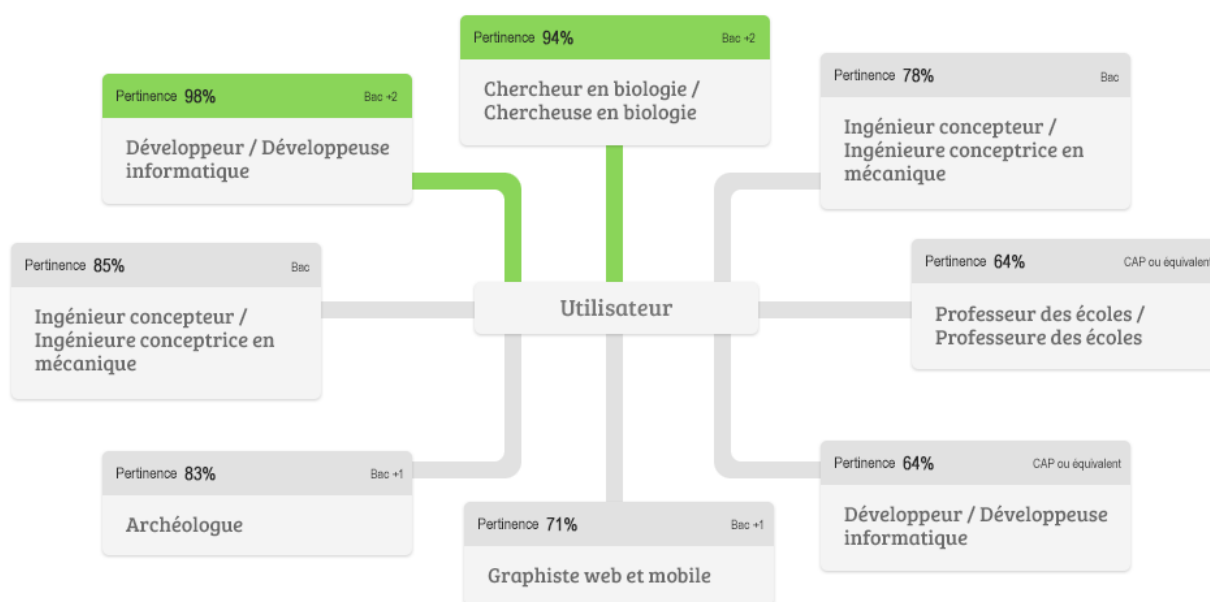 Pertinence 94% Bac +2
Chercheur en biologie /
Chercheuse en biologie
Pertinence 98% Bac +2
Développeur / Développeuse
informatique
Pertinence 78% Bac
Ingénieur concepteur /
Ingénieure conceptrice en
mécanique
Pertinence 85% Bac
Ingénieur concepteur /
Ingénieure conceptrice en
mécanique
Utilisateur
Pertinence 64% CAP ou équivalent
Professeur des écoles /
Professeure des écoles
Pertinence 83% Bac +1
Archéologue
Pertinence 71% Bac +1
Graphiste web et mobile
Pertinence 64% CAP ou équivalent
Développeur / Développeuse
informatique